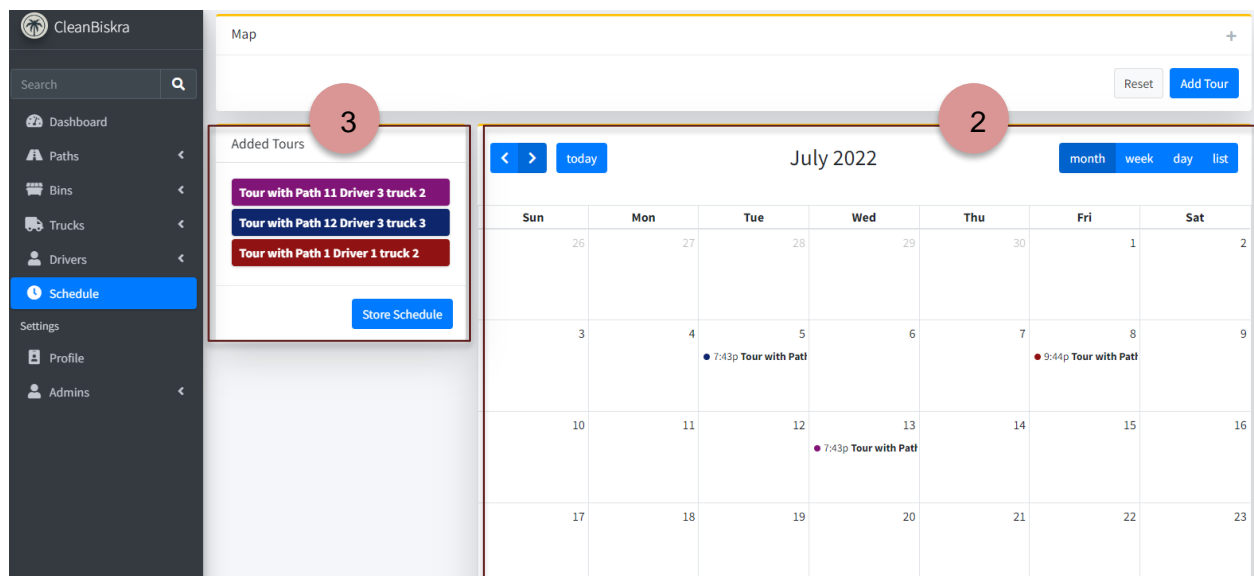 CleanBiskra
Search
Dashboard
Paths
Bins
Trucks
Drivers
Schedule
Settings
Profile
Admins
Map
+
Reset Add Tour
3
Added Tours
Tour with Path 11 Driver 3 truck 2
Tour with Path 12 Driver 3 truck 3
Tour with Path 1 Driver 1 truck 2
Store Schedule
2
today July 2022 month week day list
Sun Mon Tue Wed Thu Fri Sat
26 27 28 29 30 1 2
3 4 5 6 7 8 9
7:43p Tour with Path 9:44p Tour with Path
10 11 12 13 14 15 16
7:43p Tour with Path
17 18 19 20 21 22 23